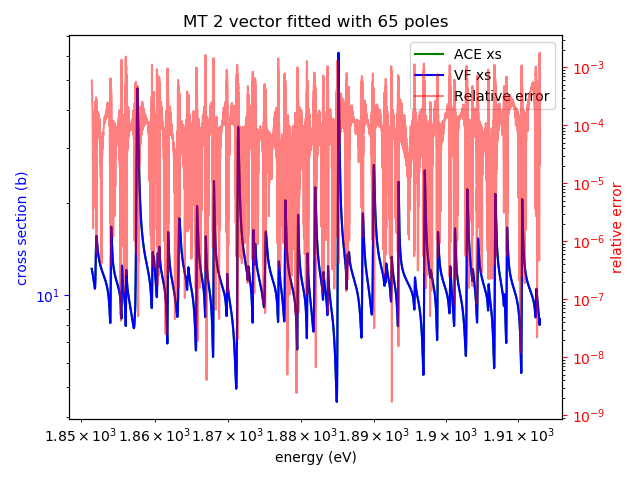 MT 2 vector fitted with 65 poles
ACE xs
VF xs
Relative error
cross section (b)
10¹
10⁻³
10⁻⁴
10⁻⁵
10⁻⁶
10⁻⁷
10⁻⁸
10⁻⁹
relative error
1.85×10³ 1.86×10³ 1.87×10³ 1.88×10³ 1.89×10³ 1.9×10³ 1.91×10³
energy (eV)